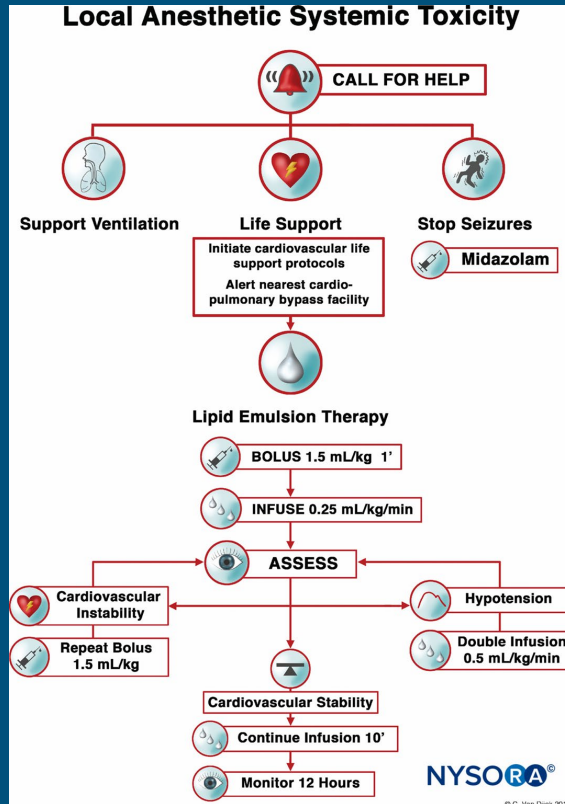 Local Anesthetic Systemic Toxicity
CALL FOR HELP
Support Ventilation
Life Support
Stop Seizures
Initiate cardiovascular life
support protocols
Alert nearest cardio-
pulmonary bypass facility
Midazolam
Lipid Emulsion Therapy
BOLUS 1.5 mL/kg 1'
INFUSE 0.25 mL/kg/min
ASSESS
Cardiovascular
Instability
Hypotension
Repeat Bolus
1.5 mL/kg
Double Infusion
0.5 mL/kg/min
Cardiovascular Stability
Continue Infusion 10'
Monitor 12 Hours
NYSORA©